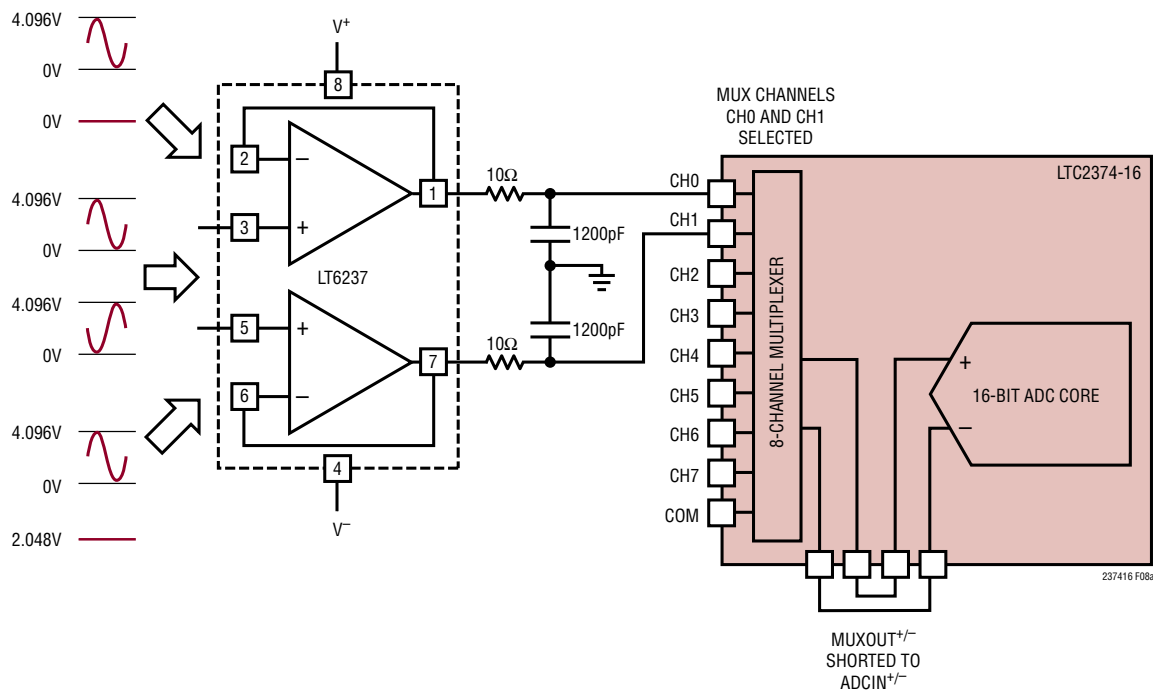 4.096V
0V
0V
4.096V
0V
4.096V
0V
4.096V
0V
2.048V
V+
8
2
−
3
+
1
LT6237
5
+
6
−
7
4
V−
10Ω
1200pF
1200pF
10Ω
MUX CHANNELS
CH0 AND CH1
SELECTED
LTC2374-16
CH0
CH1
CH2
CH3
CH4
CH5
CH6
CH7
COM
8-CHANNEL MULTIPLEXER
+
16-BIT ADC CORE
−
237416 F08a
MUXOUT+/−
SHORTED TO
ADCIN+/−